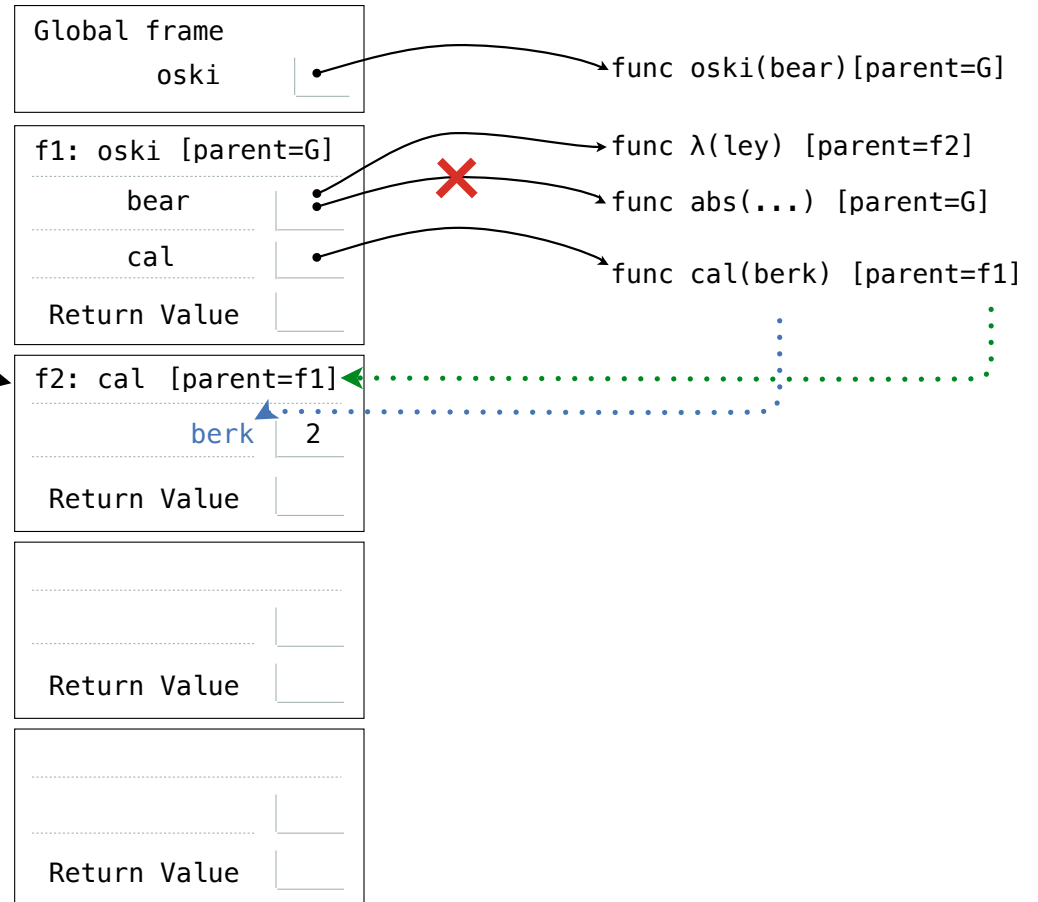 Global frame
oski
func oski(bear)[parent=G]
f1: oski [parent=G]
func λ(ley) [parent=f2]
bear
func abs(...) [parent=G]
cal
func cal(berk) [parent=f1]
Return Value
f2: cal [parent=f1]
berk 2
Return Value
Return Value
Return Value